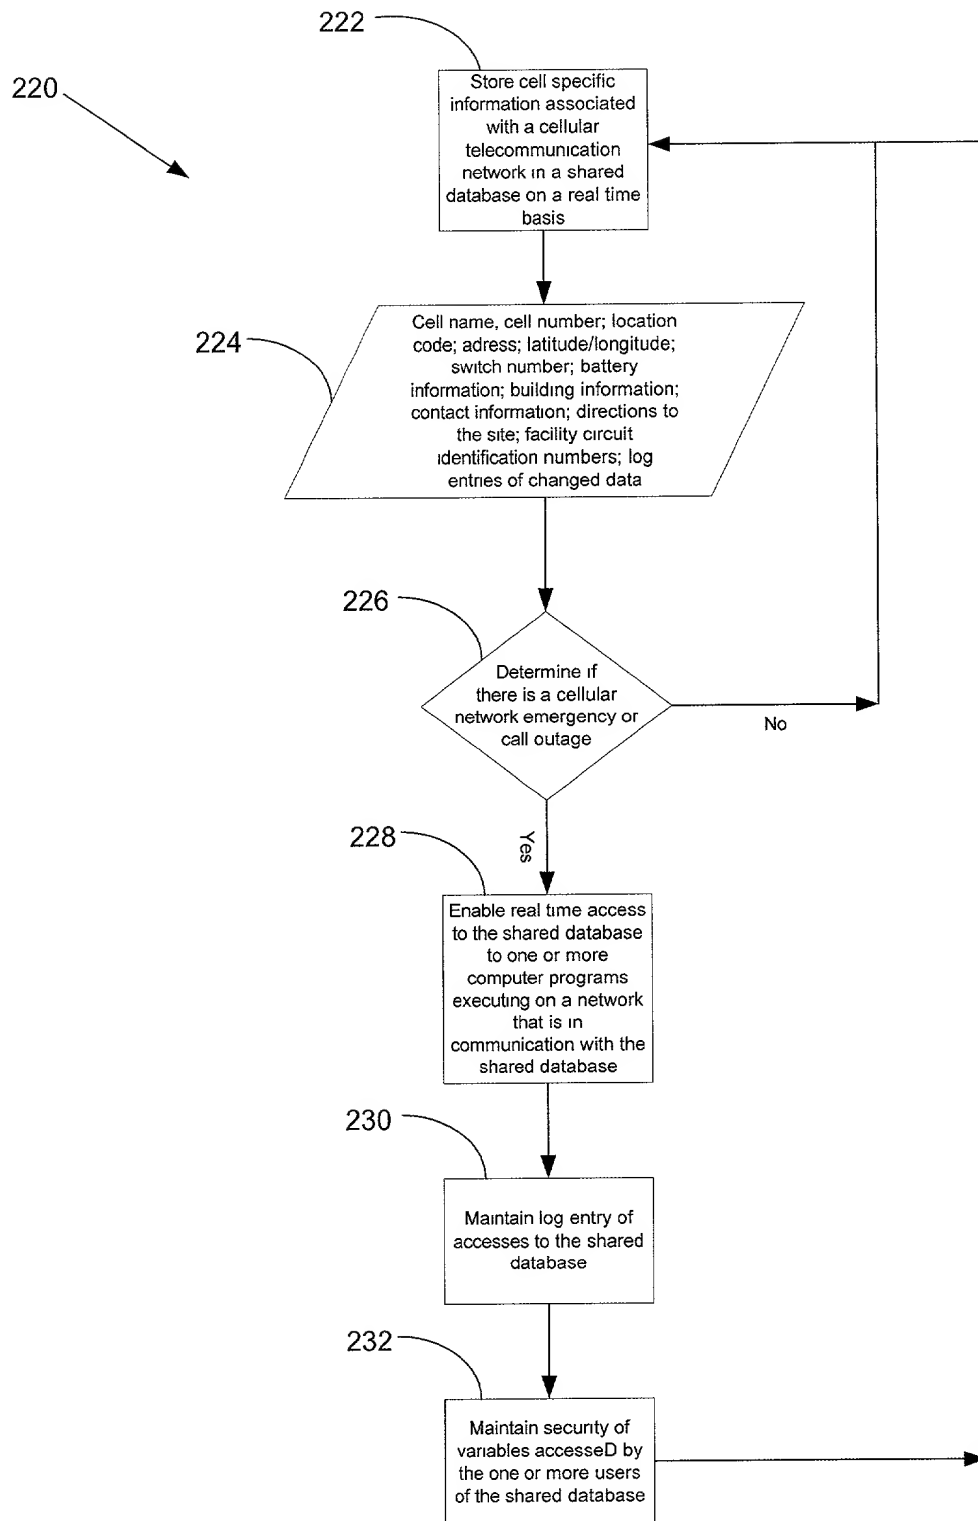 222
Store cell specific
information associated
with a cellular
telecommunication
network in a shared
database on a real time
basis
220
224
Cell name, cell number; location
code; adress; latitude/longitude;
switch number; battery
information; building information;
contact information; directions to
the site; facility circuit
identification numbers; log
entries of changed data
226
Determine if
there is a cellular
network emergency or
call outage
No
Yes
228
Enable real time access
to the shared database
to one or more
computer programs
executing on a network
that is in
communication with the
shared database
230
Maintain log entry of
accesses to the shared
database
232
Maintain security of
variables accesseD by
the one or more users
of the shared database